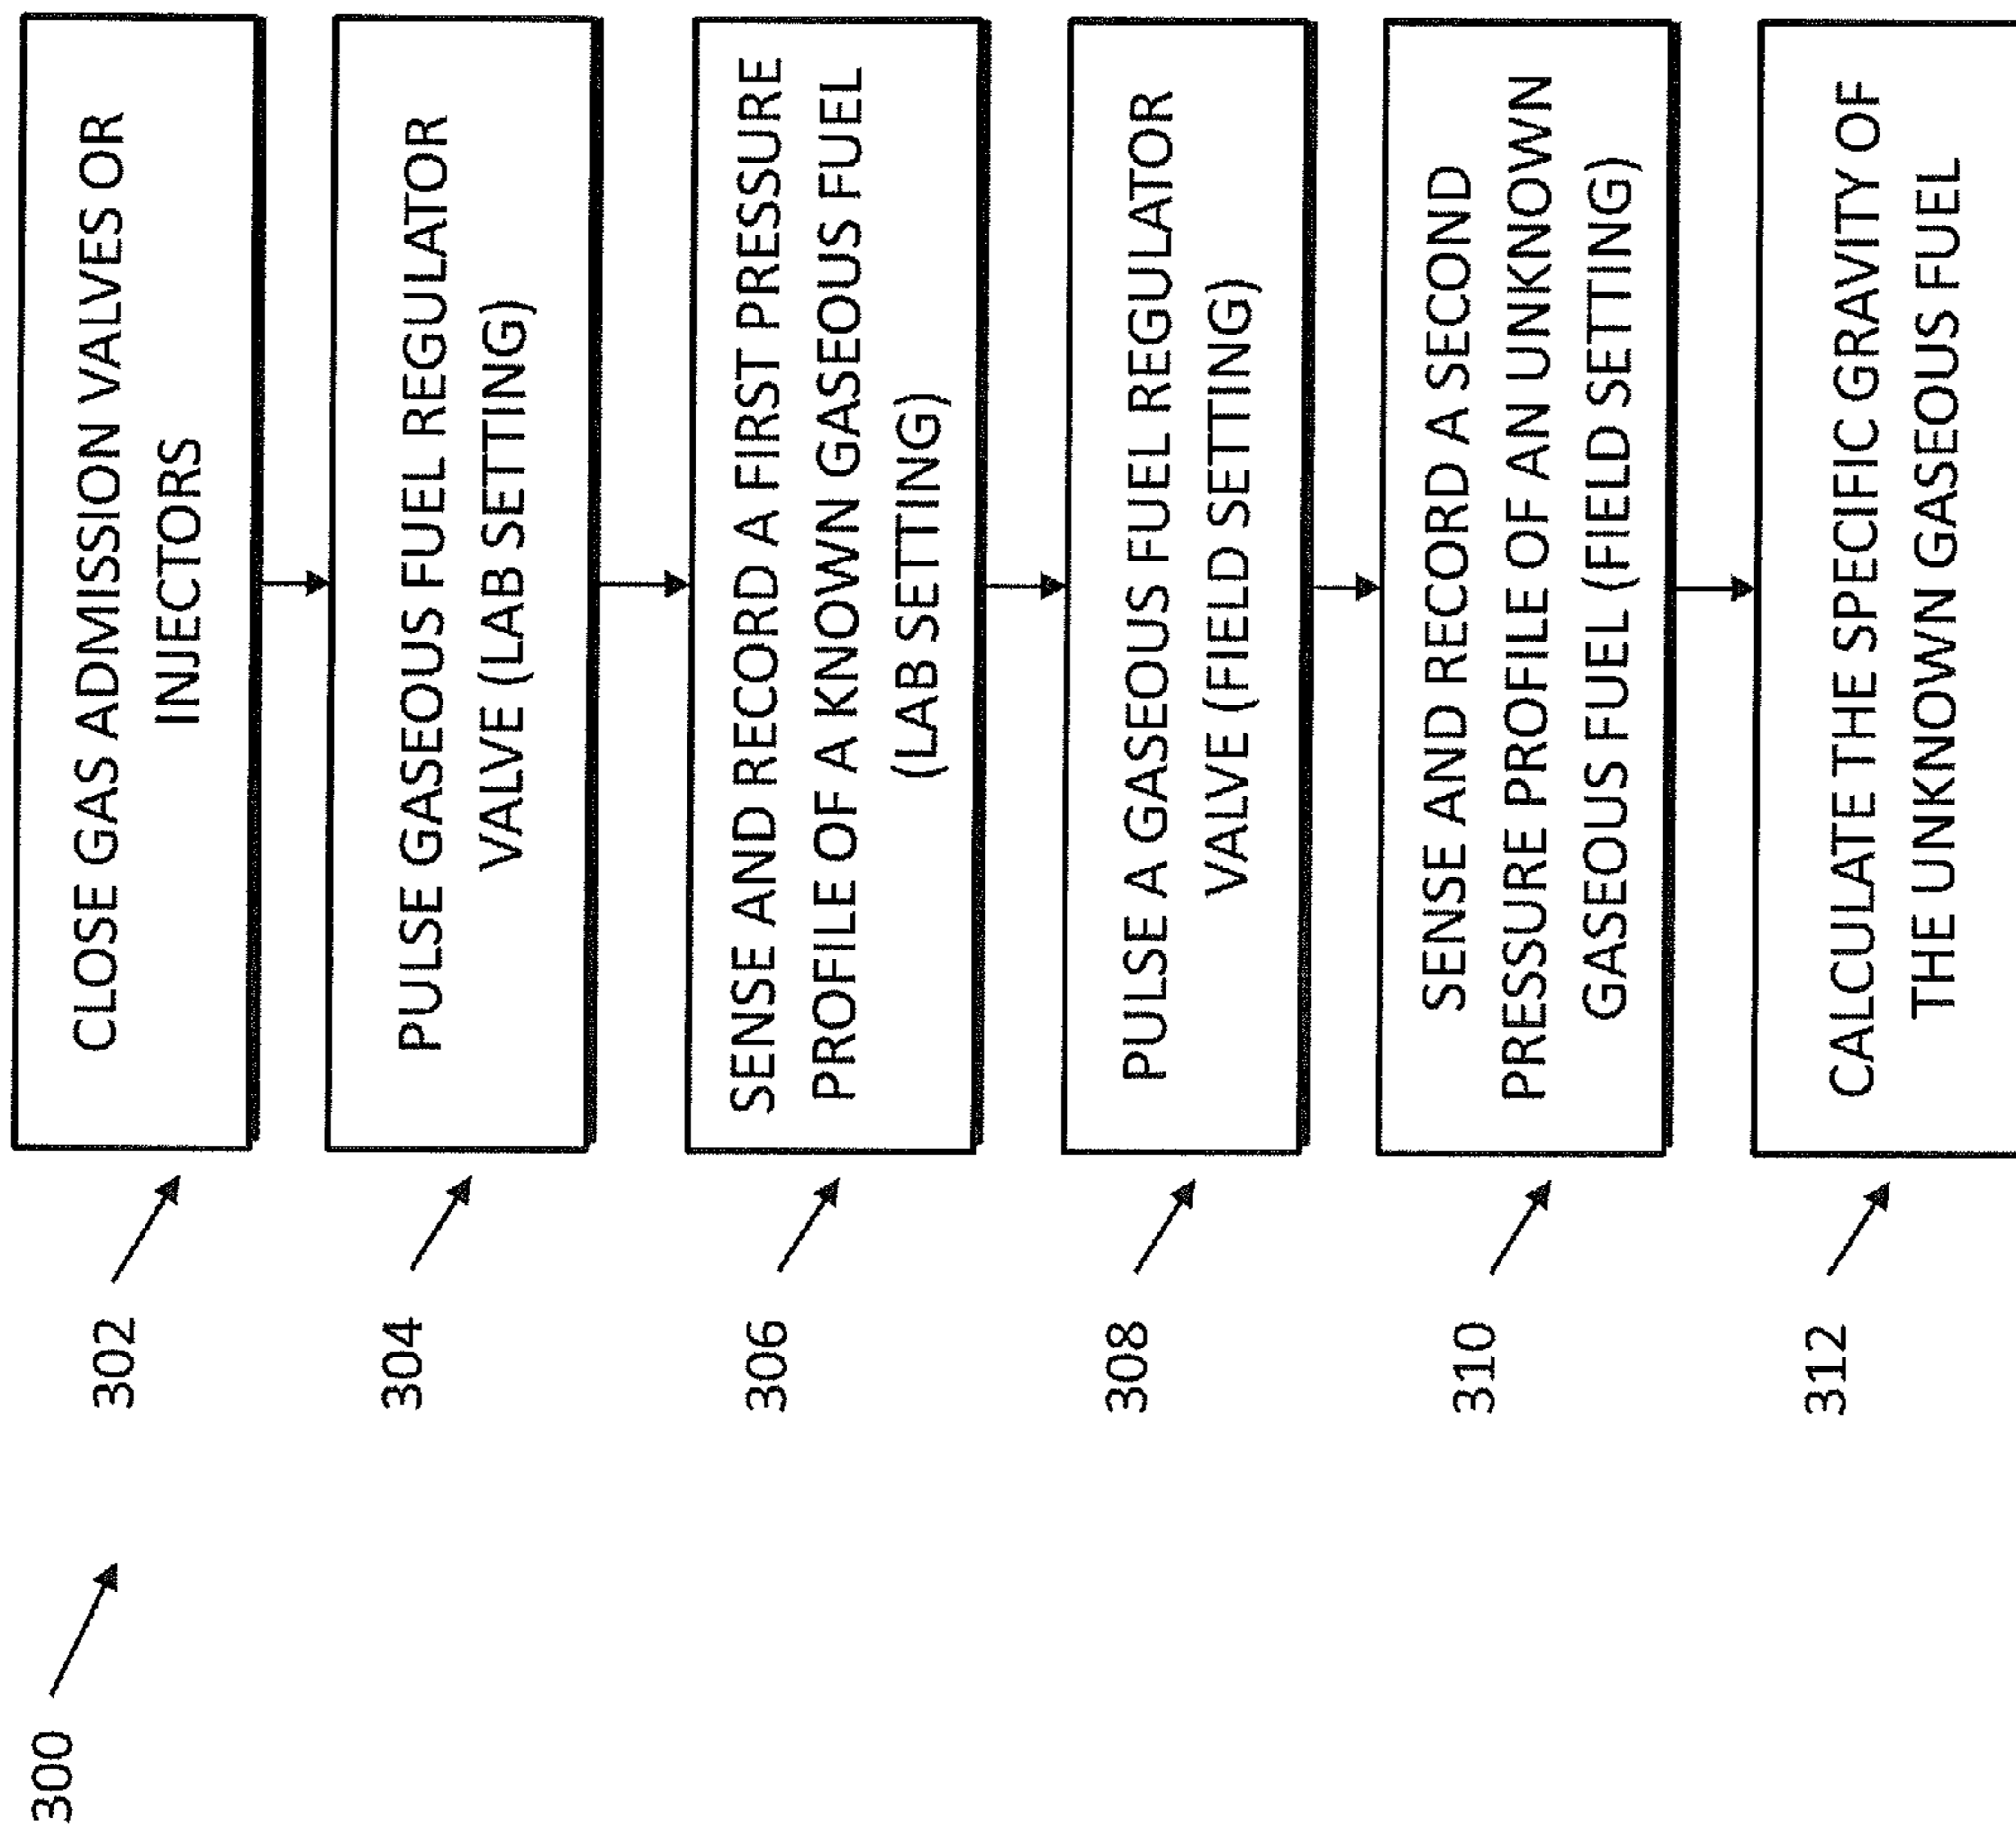 300
302
CLOSE GAS ADMISSION VALVES OR
INJECTORS
304
PULSE GASEOUS FUEL REGULATOR
VALVE (LAB SETTING)
306
SENSE AND RECORD A FIRST PRESSURE
PROFILE OF A KNOWN GASEOUS FUEL
(LAB SETTING)
308
PULSE A GASEOUS FUEL REGULATOR
VALVE (FIELD SETTING)
310
SENSE AND RECORD A SECOND
PRESSURE PROFILE OF AN UNKNOWN
GASEOUS FUEL (FIELD SETTING)
312
CALCULATE THE SPECIFIC GRAVITY OF
THE UNKNOWN GASEOUS FUEL